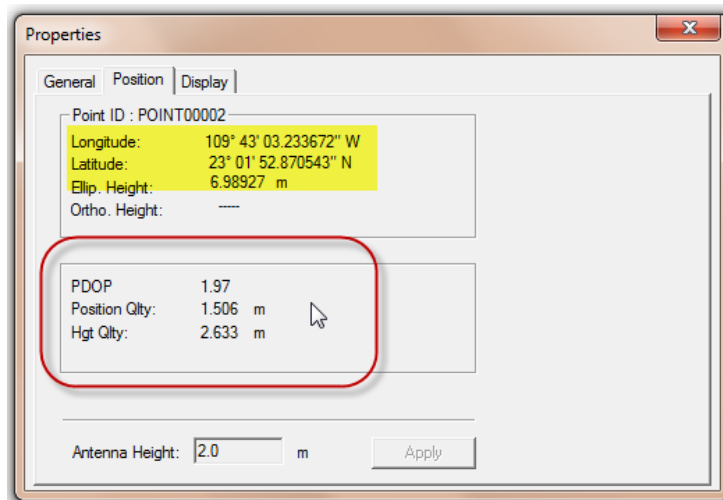 Properties
General Position Display
Point ID : POINT00002
Longitude: 109° 43' 03.233672" W
Latitude: 23° 01' 52.870543" N
Ellip. Height: 6.98927 m
Ortho. Height: -----
PDOP 1.97
Position Qlty: 1.506 m
Hgt Qlty: 2.633 m
Antenna Height: 2.0 m Apply